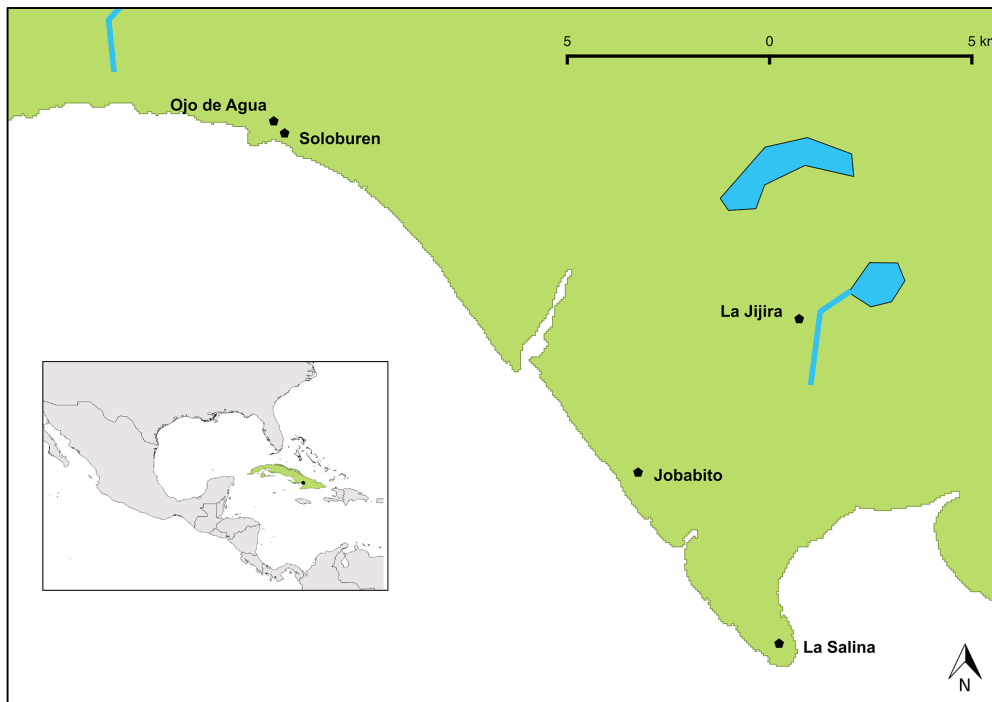 5 0 5 km
Ojo de Agua
Soloburen
La Jijira
Jobabito
La Salina
N